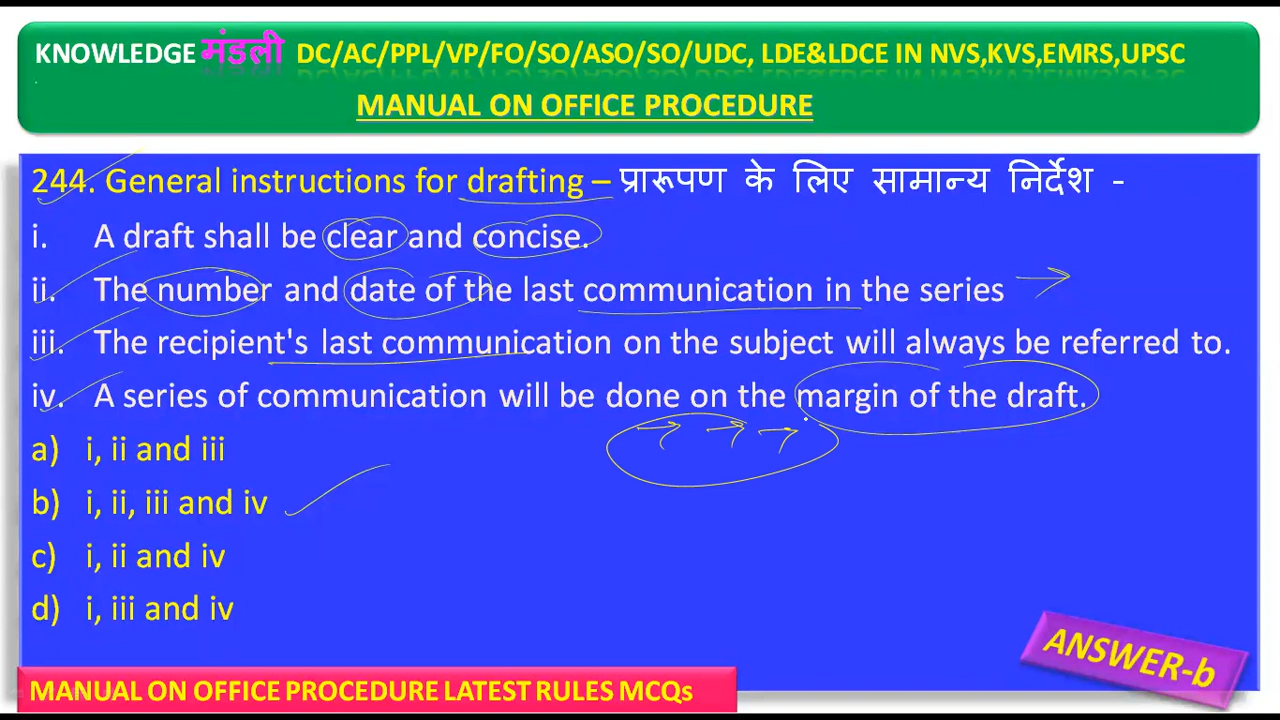 KNOWLEDGE मंडली DC/AC/PPL/VP/FO/SO/ASO/SO/UDC, LDE&LDCE IN NVS,KVS,EMRS,UPSC
MANUAL ON OFFICE PROCEDURE
244. General instructions for drafting – प्रारूपण के लिए सामान्य निर्देश -
i. A draft shall be clear and concise.
ii. The number and date of the last communication in the series
iii. The recipient's last communication on the subject will always be referred to.
iv. A series of communication will be done on the margin of the draft.
a) i, ii and iii
b) i, ii, iii and iv
c) i, ii and iv
d) i, iii and iv
ANSWER-b
MANUAL ON OFFICE PROCEDURE LATEST RULES MCQs